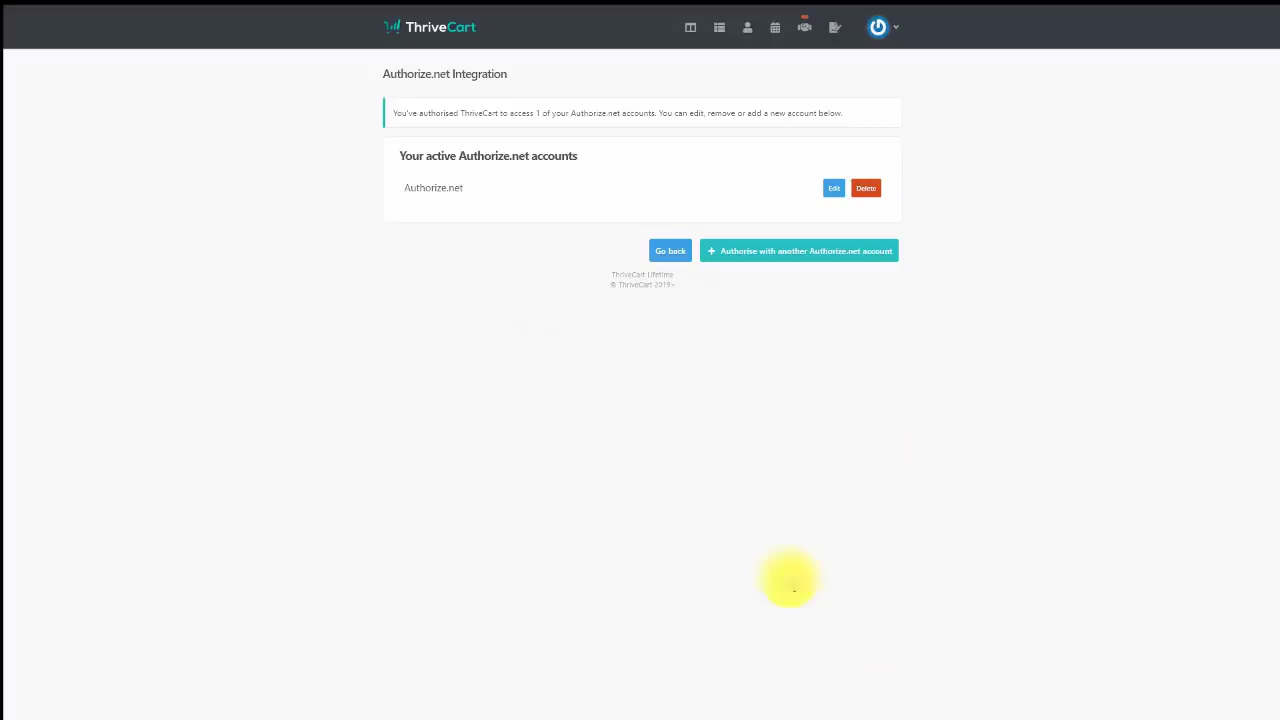 ThriveCart
Authorize.net Integration
You've authorised ThriveCart to access 1 of your Authorize.net accounts. You can edit, remove or add a new account below.
Your active Authorize.net accounts
Authorize.net
Edit
Delete
Go back
+ Authorise with another Authorize.net account
ThriveCart Lifetime
© ThriveCart 2019~